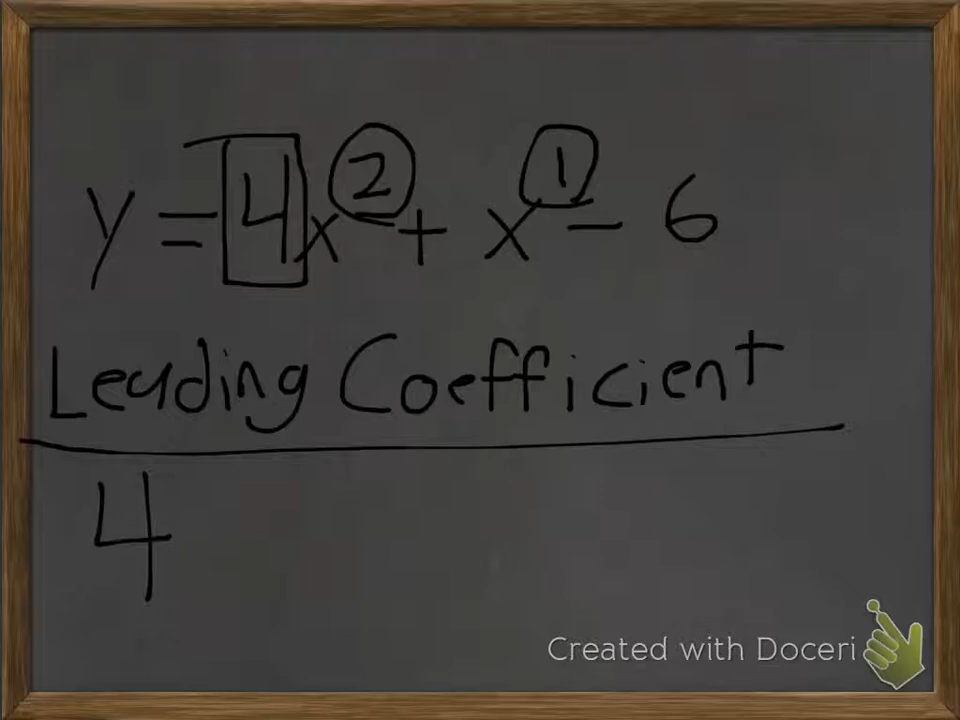 y = 4x² + x¹ - 6
Leading Coefficient
4
Created with Doceri